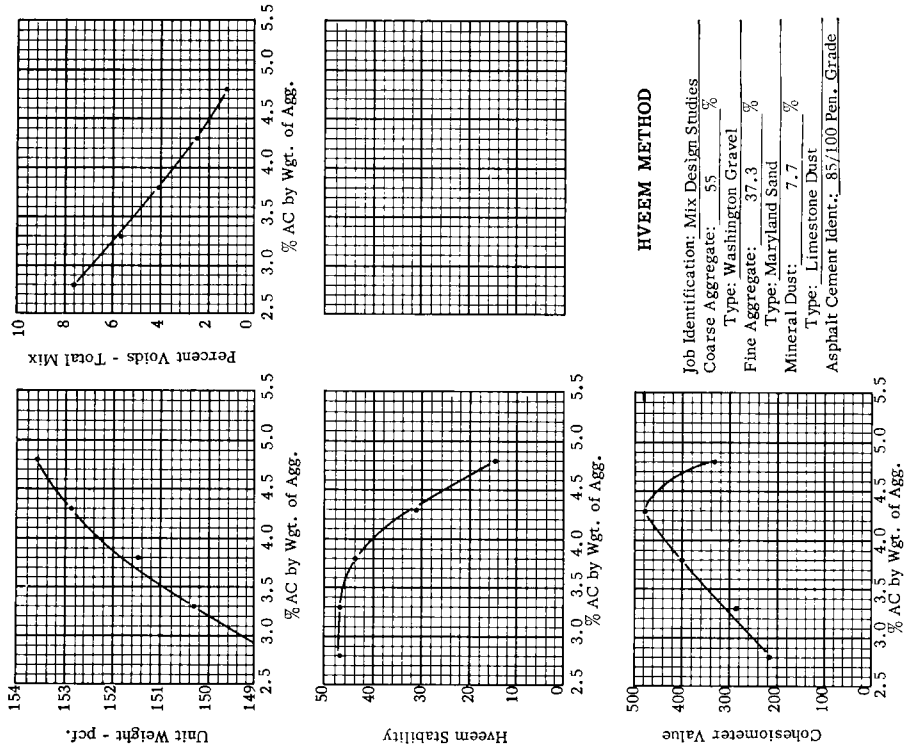 Unit Weight - pcf.
154
153
152
151
150
149
2.5 3.0 3.5 4.0 4.5 5.0 5.5
% AC by Wgt. of Agg.
Percent Voids - Total Mix
10
8
6
4
2
0
2.5 3.0 3.5 4.0 4.5 5.0 5.5
% AC by Wgt. of Agg.
Hveem Stability
50
40
30
20
10
0
2.5 3.0 3.5 4.0 4.5 5.0 5.5
% AC by Wgt. of Agg.
Cohesiometer Value
500
400
300
200
100
0
2.5 3.0 3.5 4.0 4.5 5.0 5.5
% AC by Wgt. of Agg.
HVEEM METHOD
Job Identification: Mix Design Studies
Coarse Aggregate: 55 %
Type: Washington Gravel
Fine Aggregate: 37.3 %
Type: Maryland Sand
Mineral Dust: 7.7 %
Type: Limestone Dust
Asphalt Cement Ident.: 85/100 Pen. Grade